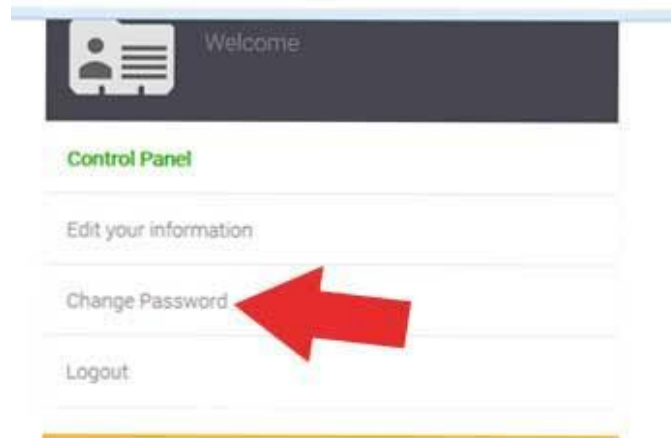 Welcome
Control Panel
Edit your information
Change Password
Logout